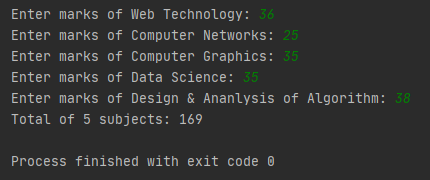 Enter marks of Web Technology: 36
Enter marks of Computer Networks: 25
Enter marks of Computer Graphics: 35
Enter marks of Data Science: 35
Enter marks of Design & Ananlysis of Algorithm: 38
Total of 5 subjects: 169
Process finished with exit code 0